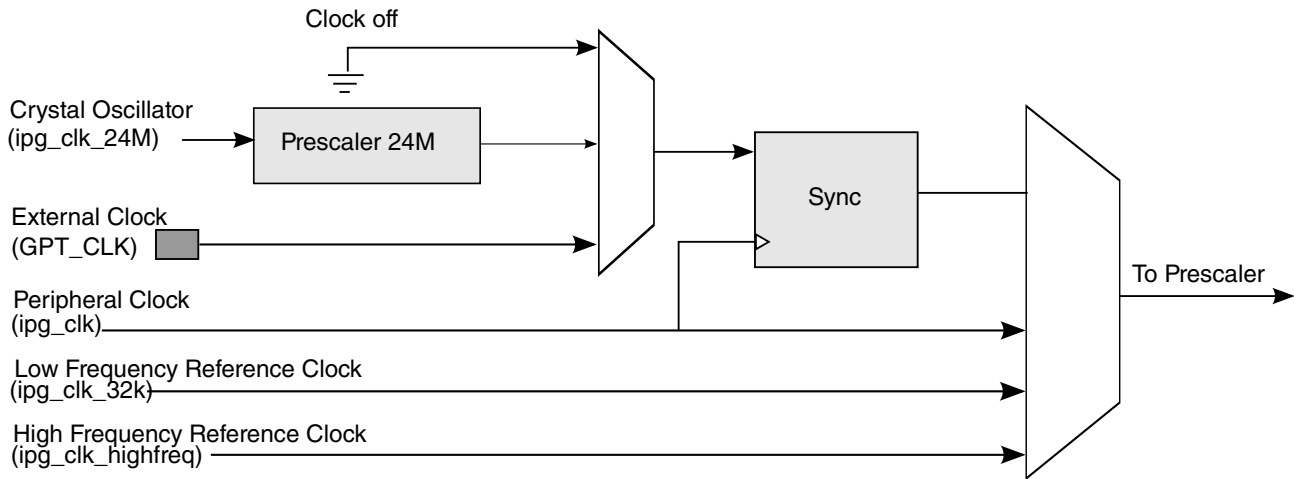 Clock off
Crystal Oscillator
(ipg_clk_24M)
Prescaler 24M
External Clock
(GPT_CLK)
Sync
To Prescaler
Peripheral Clock
(ipg_clk)
Low Frequency Reference Clock
(ipg_clk_32k)
High Frequency Reference Clock
(ipg_clk_highfreq)